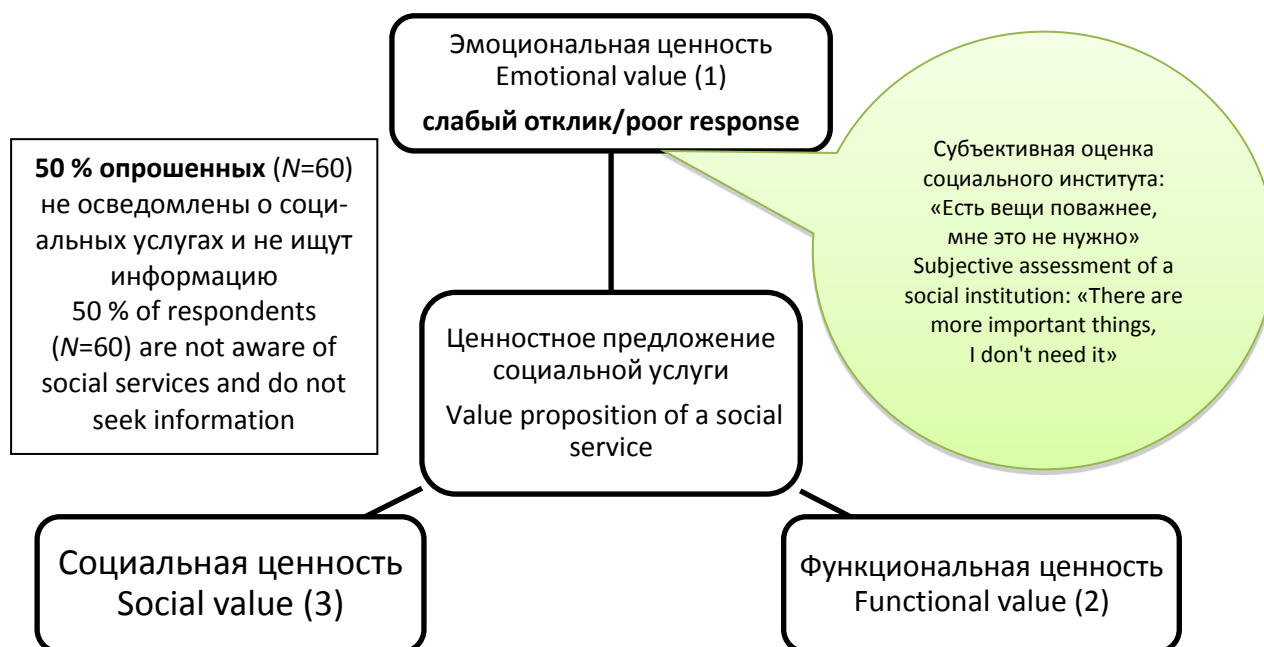 Эмоциональная ценность
Emotional value (1)
слабый отклик/poor response
50 % опрошенных (N=60)
не осведомлены о соци-
альных услугах и не ищут
информацию
50 % of respondents
(N=60) are not aware of
social services and do not
seek information
Субъективная оценка
социального института:
«Есть вещи поважнее,
мне это не нужно»
Subjective assessment of a
social institution: «There are
more important things,
I don't need it»
Ценностное предложение
социальной услуги
Value proposition of a social
service
Социальная ценность
Social value (3)
Функциональная ценность
Functional value (2)